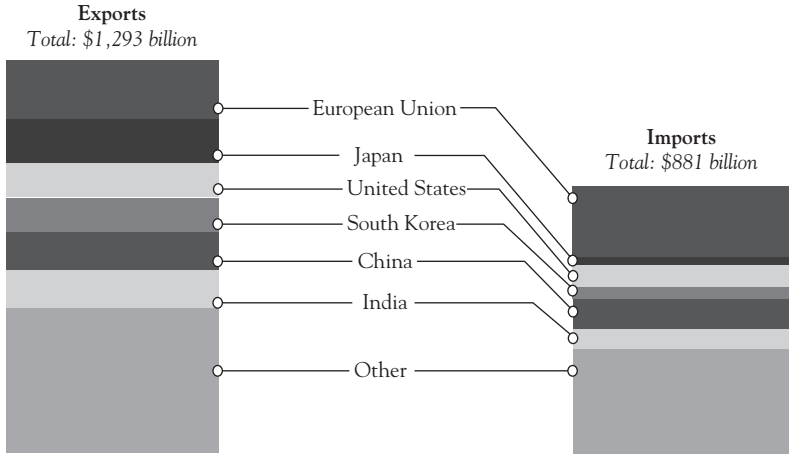 Exports
Total: $1,293 billion
European Union
Imports
Japan
Total: $881 billion
United States
South Korea
China
India
Other